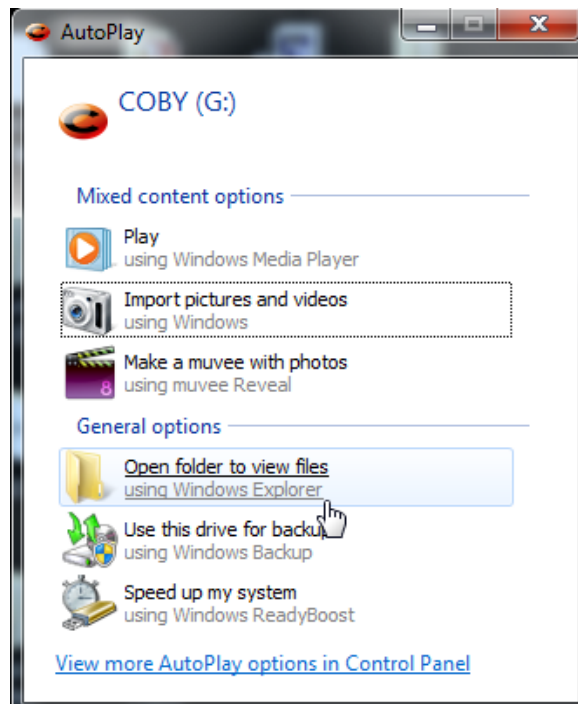 AutoPlay
COBY (G:)
Mixed content options
Play
using Windows Media Player
Import pictures and videos
using Windows
8
Make a muvee with photos
using muvee Reveal
General options
Open folder to view files
using Windows Explorer
Use this drive for backup
using Windows Backup
Speed up my system
using Windows ReadyBoost
View more AutoPlay options in Control Panel